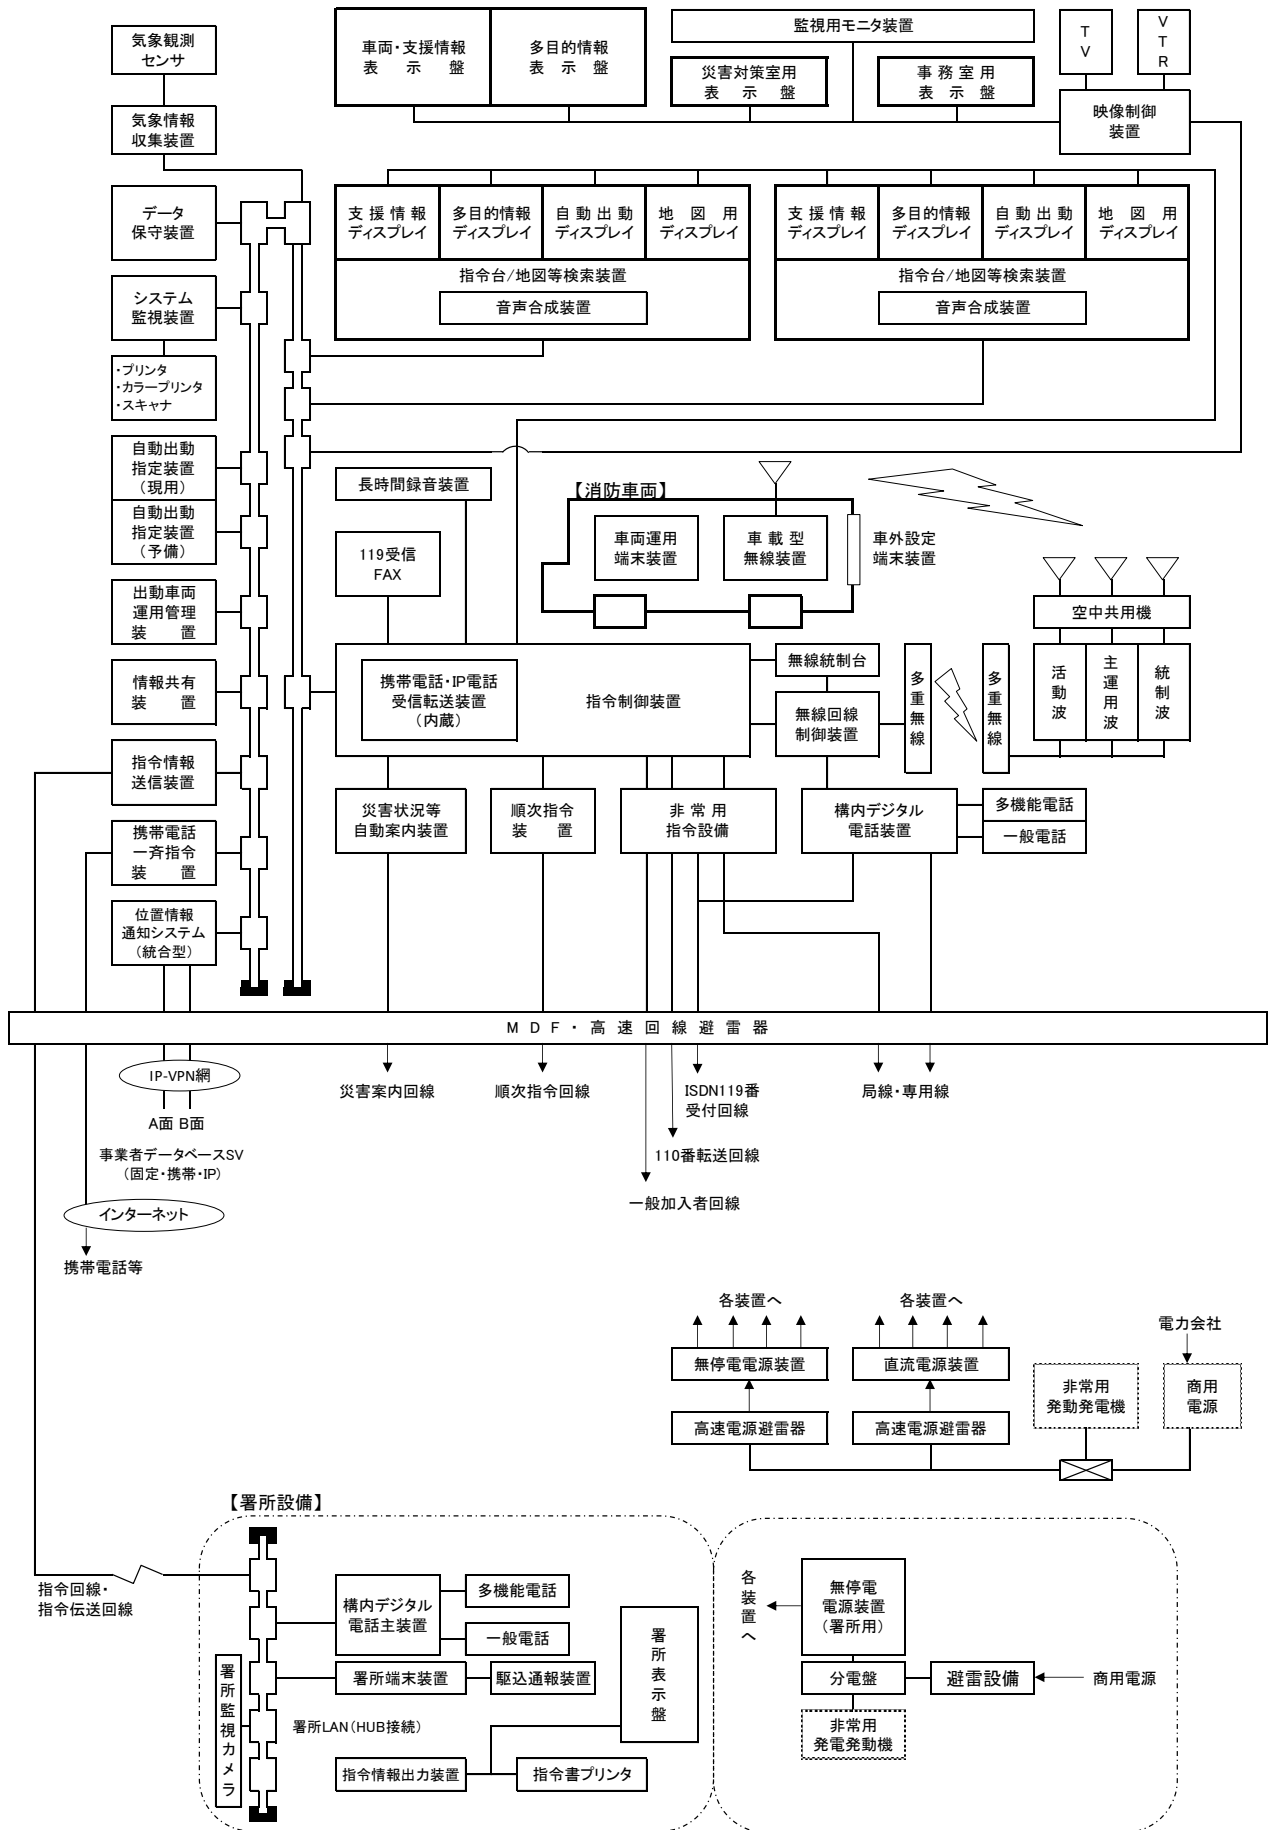 気象観測
センサ
気象情報
収集装置
データ
保守装置
システム
監視装置
・プリンタ
・カラープリンタ
・スキャナ
自動出動
指定装置
（現用）
自動出動
指定装置
（予備）
出動車両
運用管理
装　置
情報共有
装　置
指令情報
送信装置
携帯電話
一斉指令
装　置
位置情報
通知システム
（統合型）
車両・支援情報
表　示　盤
多目的情報
表　示　盤
監視用モニタ装置
災害対策室用
表　示　盤
事務室用
表　示　盤
TV
VTR
映像制御
装置
支援情報
ディスプレイ
多目的情報
ディスプレイ
自動出動
ディスプレイ
地　図　用
ディスプレイ
指令台/地図等検索装置
音声合成装置
支援情報
ディスプレイ
多目的情報
ディスプレイ
自動出動
ディスプレイ
地　図　用
ディスプレイ
指令台/地図等検索装置
音声合成装置
長時間録音装置
119受信
FAX
【消防車両】
車両運用
端末装置
車載型
無線装置
車外設定
端末装置
空中共用機
活動波
主運用波
統制波
携帯電話・IP電話
受信転送装置
（内蔵）
指令制御装置
無線統制台
無線回線
制御装置
多重無線
多重無線
災害状況等
自動案内装置
順次指令
装　置
非常用
指令設備
構内デジタル
電話装置
多機能電話
一般電話
ＭＤＦ・高速回線避雷器
IP-VPN網
A面 B面
事業者データベースSV
（固定・携帯・IP）
インターネット
携帯電話等
災害案内回線
順次指令回線
ISDN119番
受付回線
110番転送回線
一般加入者回線
局線・専用線
各装置へ
各装置へ
電力会社
無停電電源装置
直流電源装置
非常用
発動発電機
商用
電源
高速電源避雷器
高速電源避雷器
【署所設備】
指令回線・
指令伝送回線
構内デジタル
電話主装置
多機能電話
一般電話
署所端末装置
駆込通報装置
署所表示盤
署所監視カメラ
署所LAN（HUB接続）
指令情報出力装置
指令書プリンタ
各装置へ
無停電
電源装置
（署所用）
分電盤
避雷設備
商用電源
非常用
発電発動機